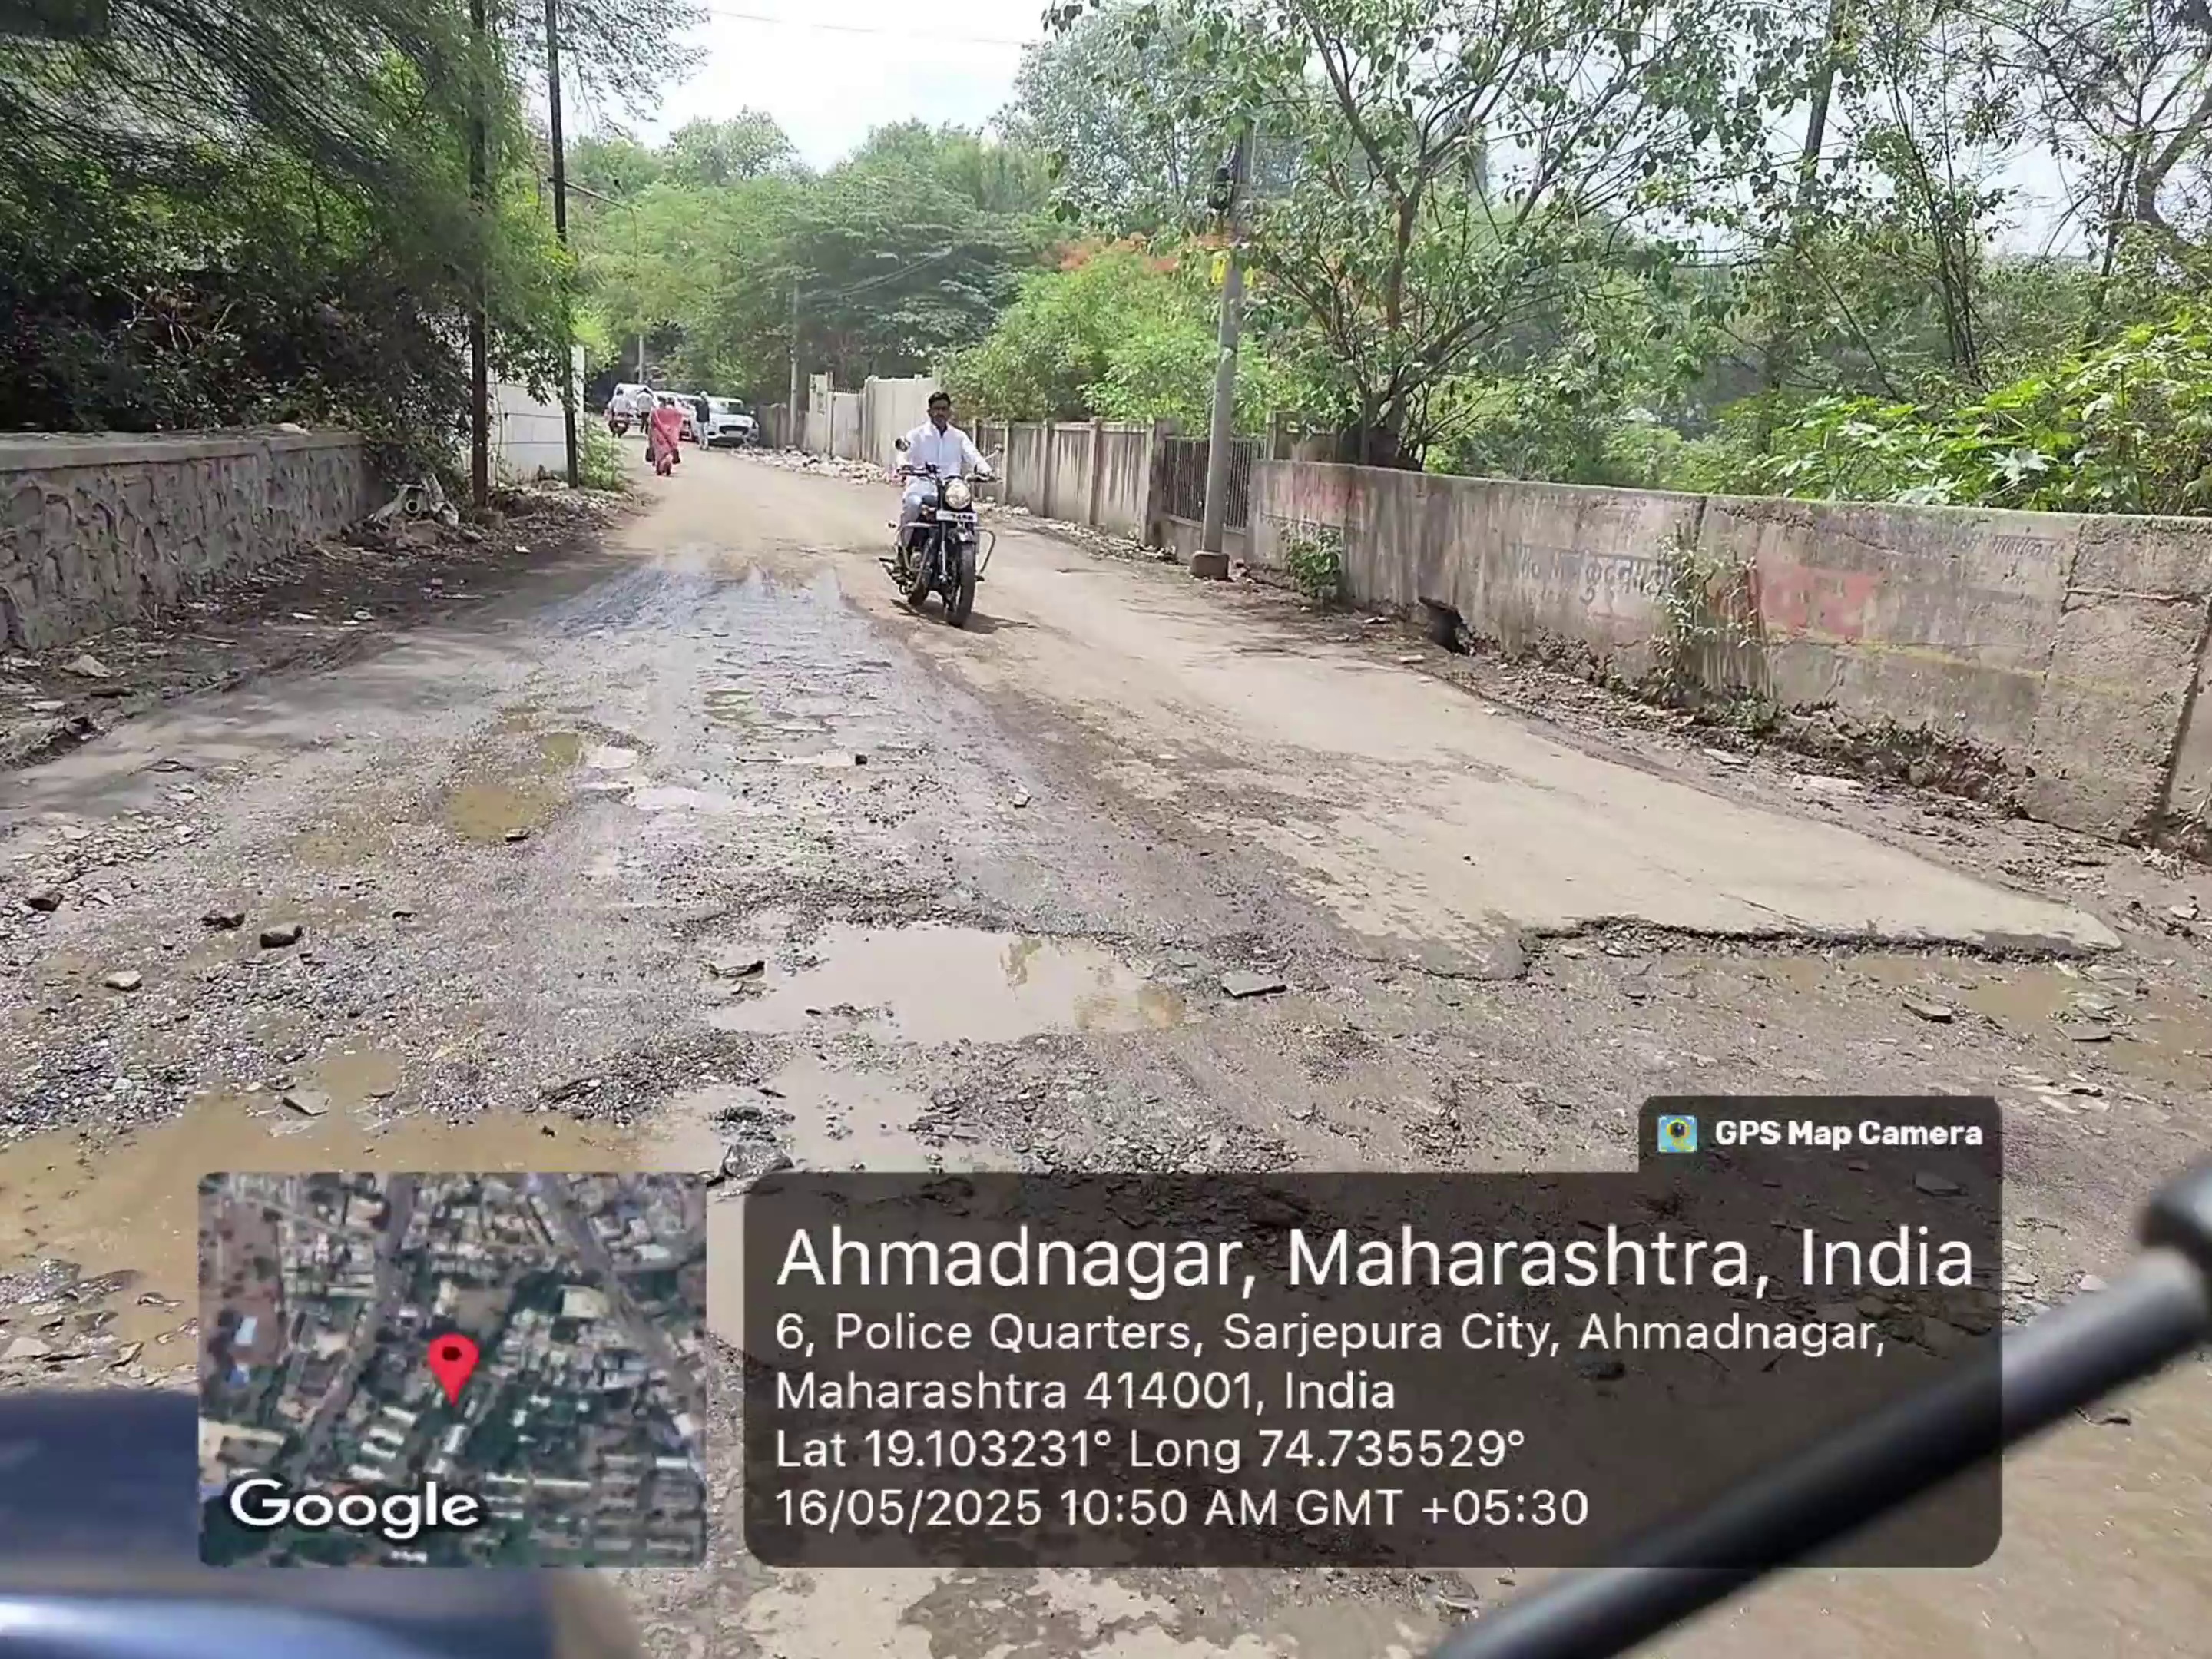 GPS Map Camera
Ahmadnagar, Maharashtra, India
6, Police Quarters, Sarjepura City, Ahmadnagar,
Maharashtra 414001, India
Lat 19.103231° Long 74.735529°
16/05/2025 10:50 AM GMT +05:30
Google